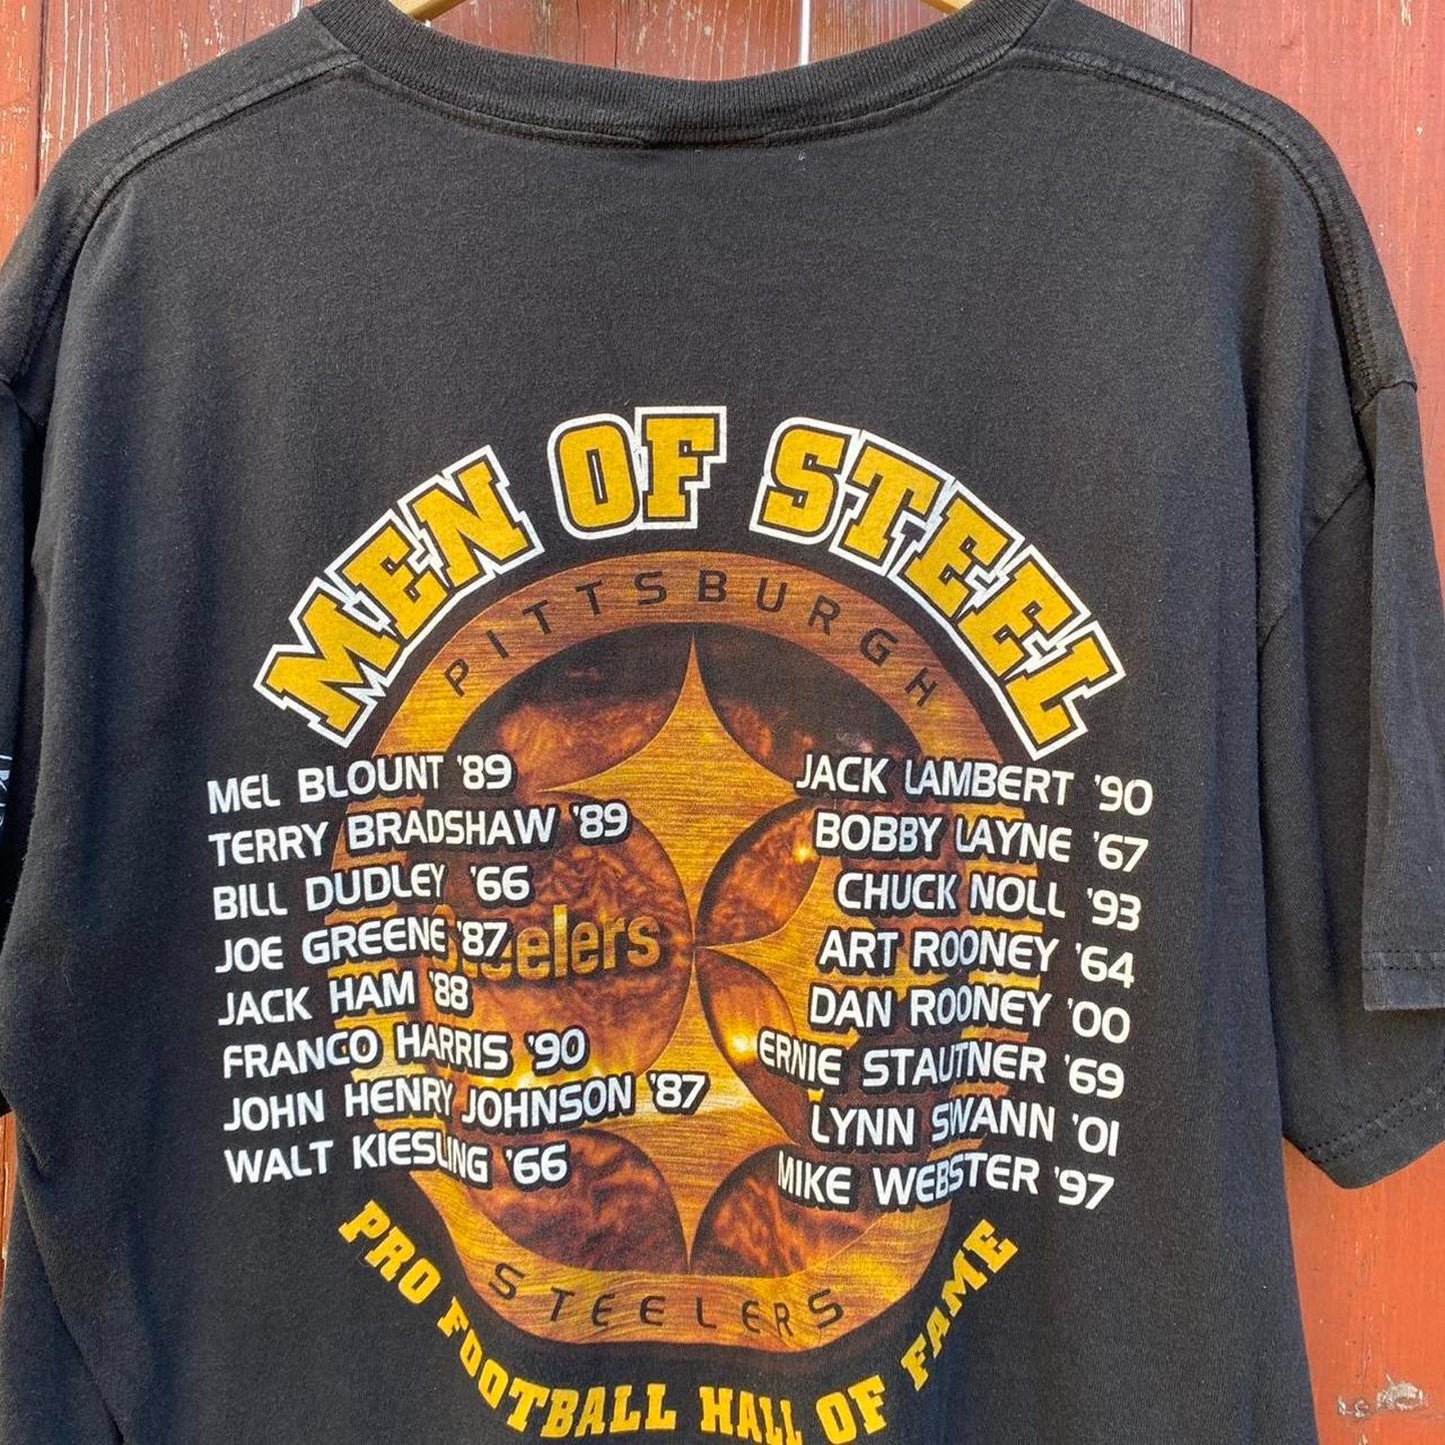 MEN OF STEEL
PITTSBURGH
MEL BLOUNT '89
TERRY BRADSHAW '89
BILL DUDLEY '66
JOE GREENE '87
JACK HAM '88
FRANCO HARRIS '90
JOHN HENRY JOHNSON '87
WALT KIESLING '66
JACK LAMBERT '90
BOBBY LAYNE '67
CHUCK NOLL '93
ART ROONEY '64
DAN ROONEY '00
ERNIE STAUTNER '69
LYNN SWANN '01
MIKE WEBSTER '97
Steelers
STEELERS
PRO FOOTBALL HALL OF FAME